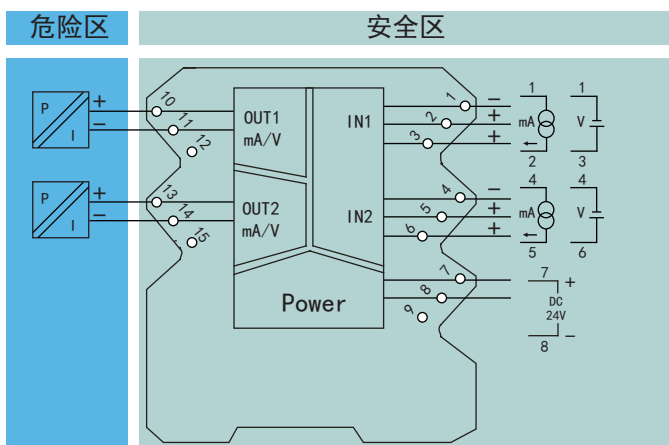 危险区
安全区
P
I
+
−
10
11
12
OUT1
mA/V
IN1
1
2
3
−
+
+
1
mA
2
1
V
3
P
I
+
−
13
14
15
OUT2
mA/V
IN2
4
5
6
−
+
+
4
mA
5
4
V
6
Power
7
8
9
7
+
DC
24V
8
−